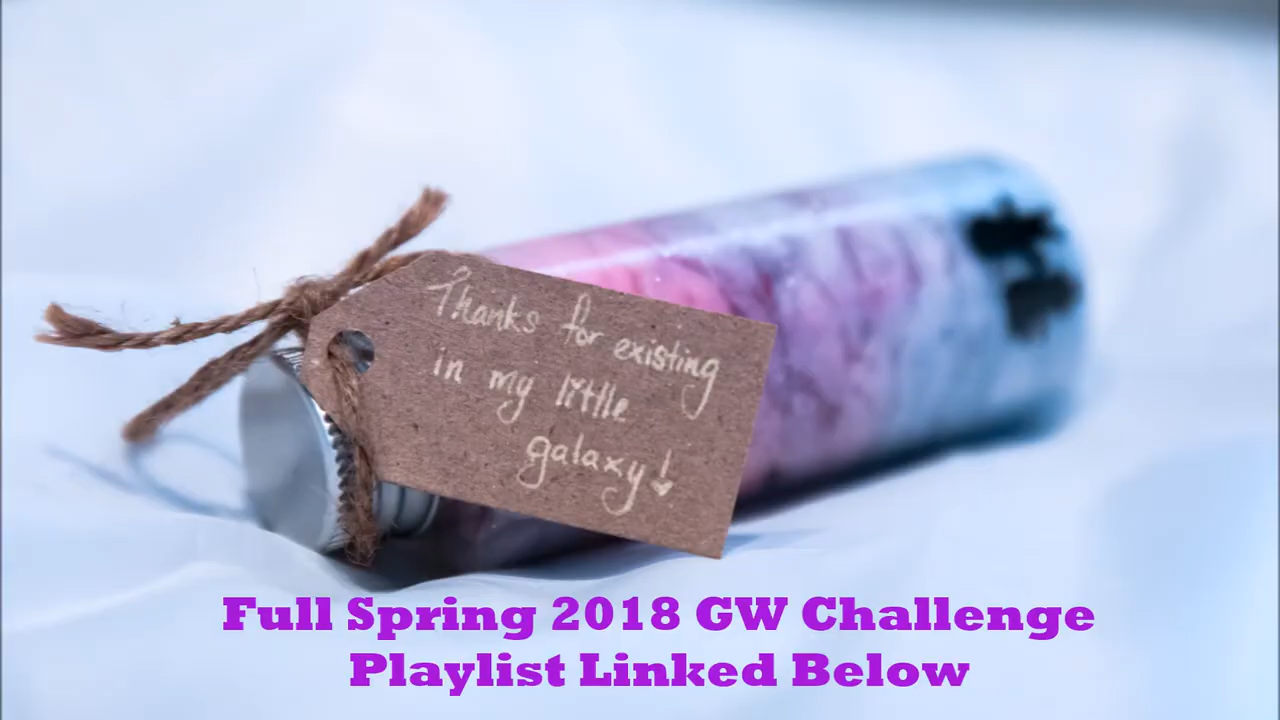 Thanks for existing
in my little
galaxy!
Full Spring 2018 GW Challenge
Playlist Linked Below